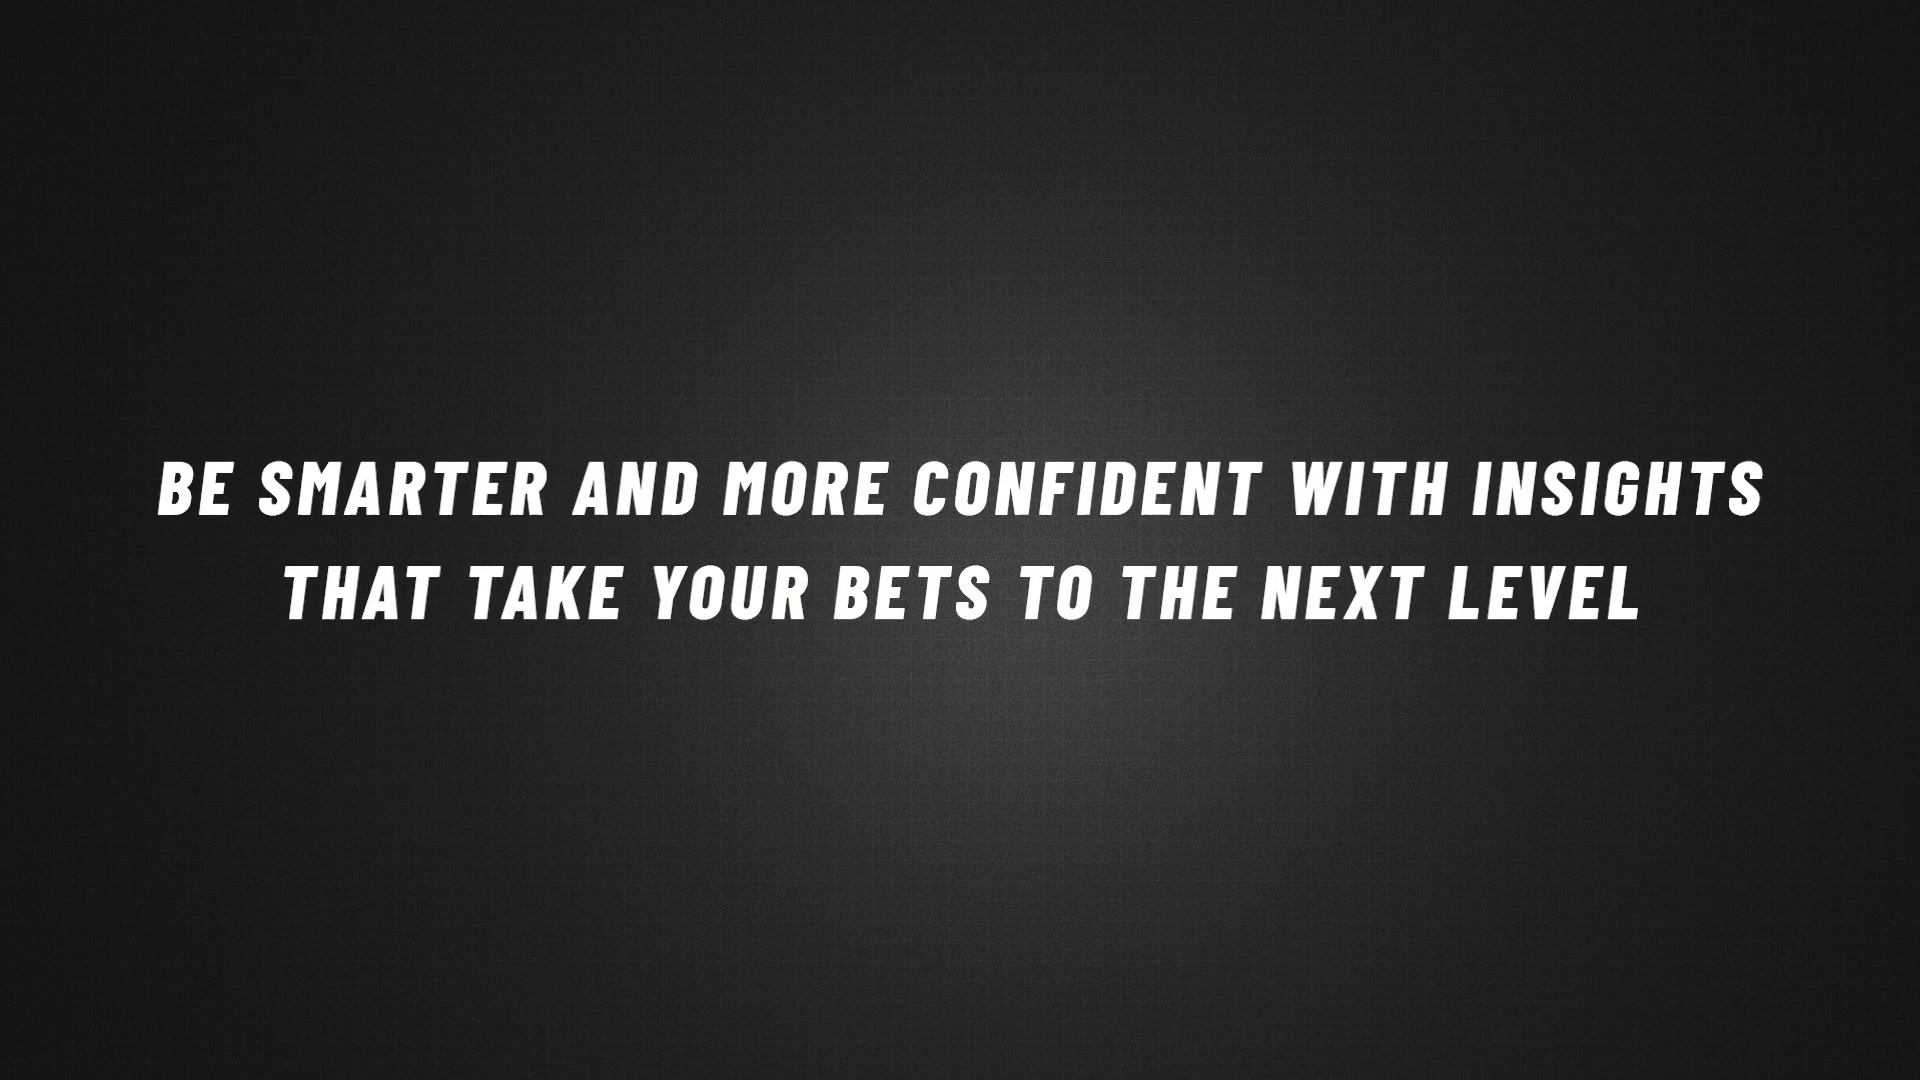 BE SMARTER AND MORE CONFIDENT WITH INSIGHTS
THAT TAKE YOUR BETS TO THE NEXT LEVEL